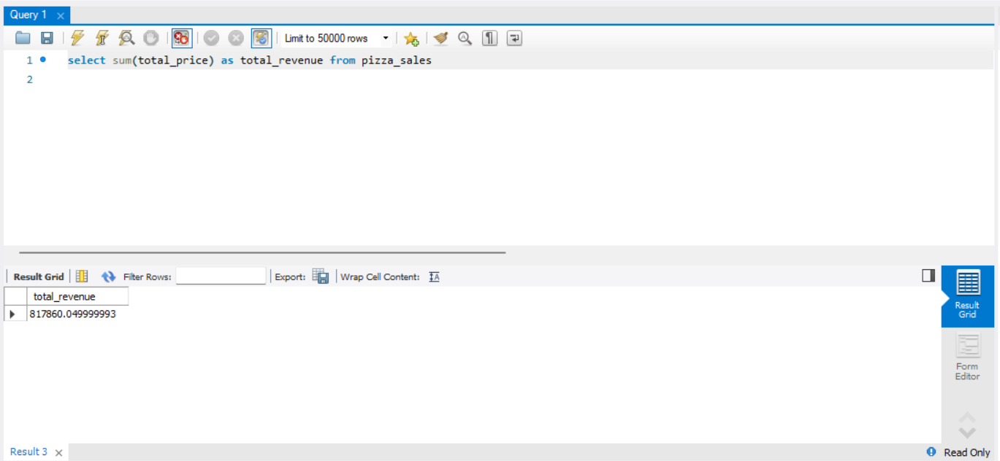 Query 1
Limit to 50000 rows
1 select sum(total_price) as total_revenue from pizza_sales
2
Result Grid Filter Rows: Export: Wrap Cell Content: IA
total_revenue
817860.049999993
Result
Grid
Form
Editor
Result 3 Read Only